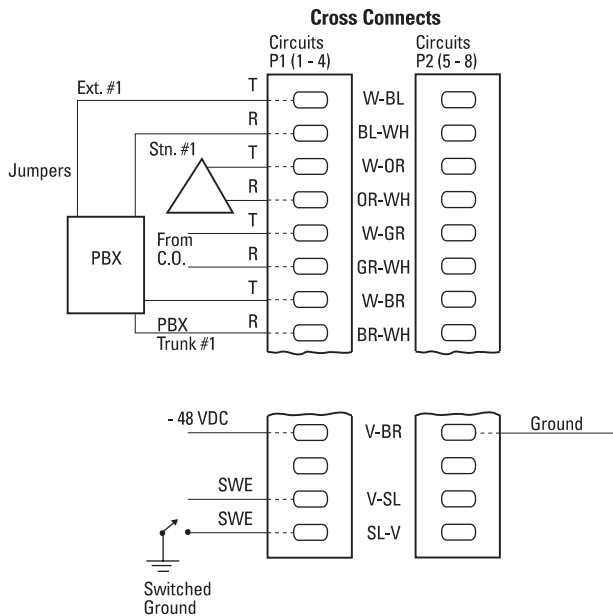 Cross Connects
Circuits
P1 (1 - 4)
Circuits
P2 (5 - 8)
Ext. #1
T
W-BL
R
BL-WH
Stn. #1
T
W-OR
Jumpers
R
OR-WH
T
W-GR
PBX
From
C.O.
R
GR-WH
T
W-BR
PBX
Trunk #1
R
BR-WH
- 48 VDC
V-BR
Ground
SWE
V-SL
SWE
SL-V
Switched
Ground